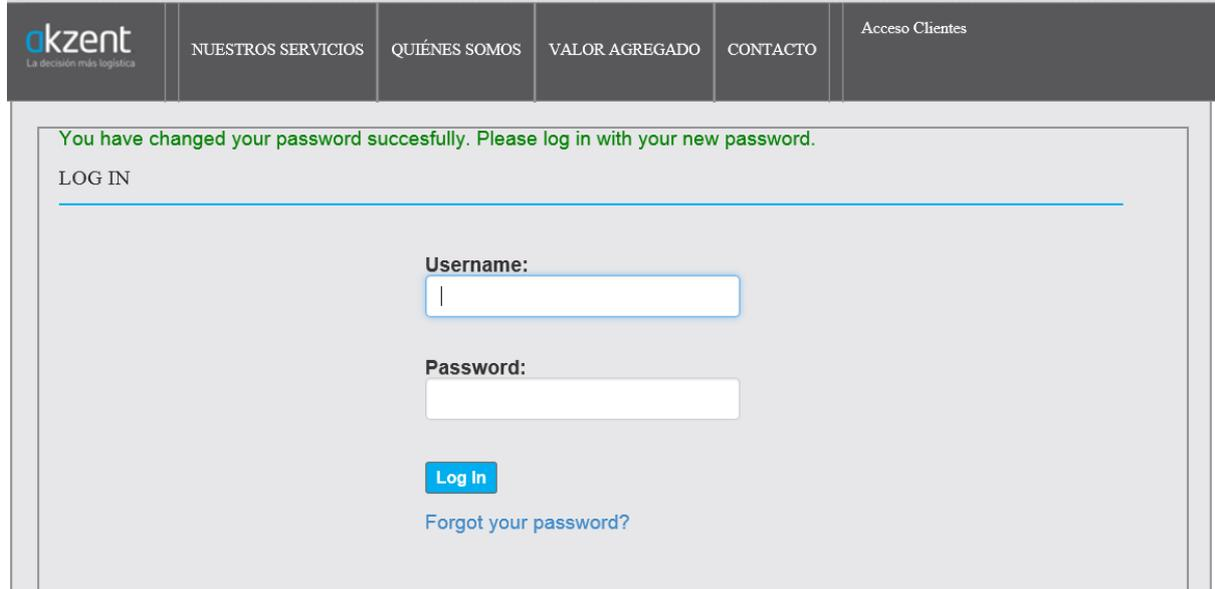 akzent
La decisión más logística
NUESTROS SERVICIOS
QUIÉNES SOMOS
VALOR AGREGADO
CONTACTO
Acceso Clientes
You have changed your password succesfully. Please log in with your new password.
LOG IN
Username:
Password:
Log In
Forgot your password?